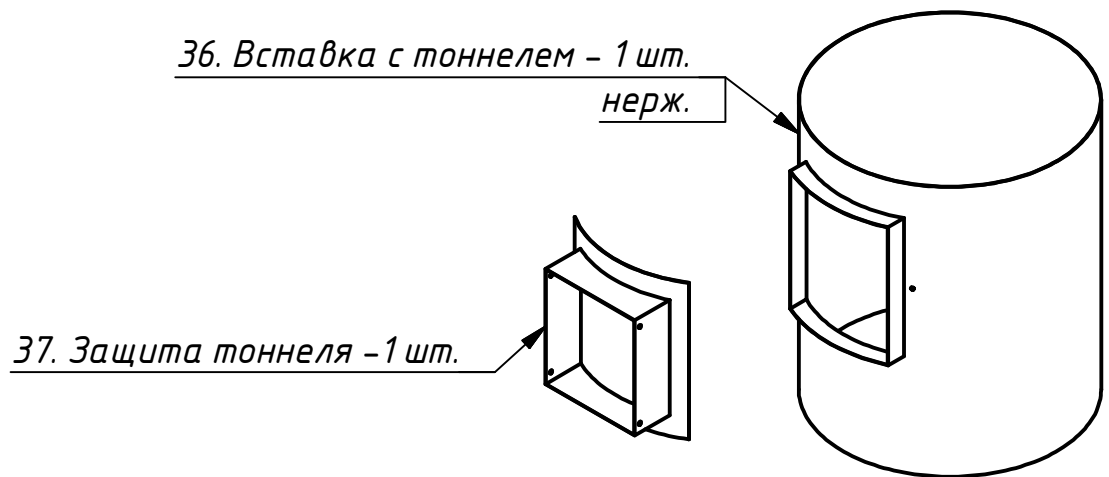 36. Вставка с тоннелем – 1 шт.
нерж.
37. Защита тоннеля –1 шт.